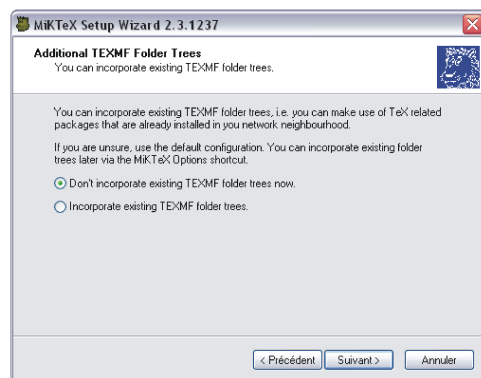 MiKTeX Setup Wizard 2.3.1237
Additional TEXMF Folder Trees
You can incorporate existing TEXMF folder trees.
You can incorporate existing TEXMF folder trees, i.e. you can make use of TeX related
packages that are already installed in you network neighbourhood.
If you are unsure, use the default configuration. You can incorporate existing folder
trees later via the MiKTeX Options shortcut.
Don't incorporate existing TEXMF folder trees now.
Incorporate existing TEXMF folder trees.
< Précédent Suivant > Annuler